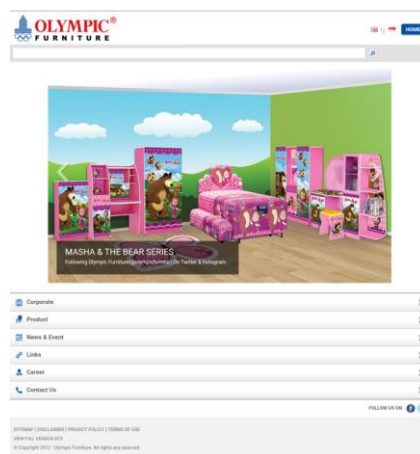 OLYMPIC®
FURNITURE
HOME
MASHA & THE BEAR SERIES
Following Olympic Furniture(@olympicfurnitur) On Twitter & Instagram
Corporate
Product
News & Event
Links
Career
Contact Us
FOLLOW US ON
SITEMAP | DISCLAIMER | PRIVACY POLICY | TERMS OF USE
VIEW FULL VERSION SITE
© Copyright 2012 - Olympic Furniture. All rights are reserved.